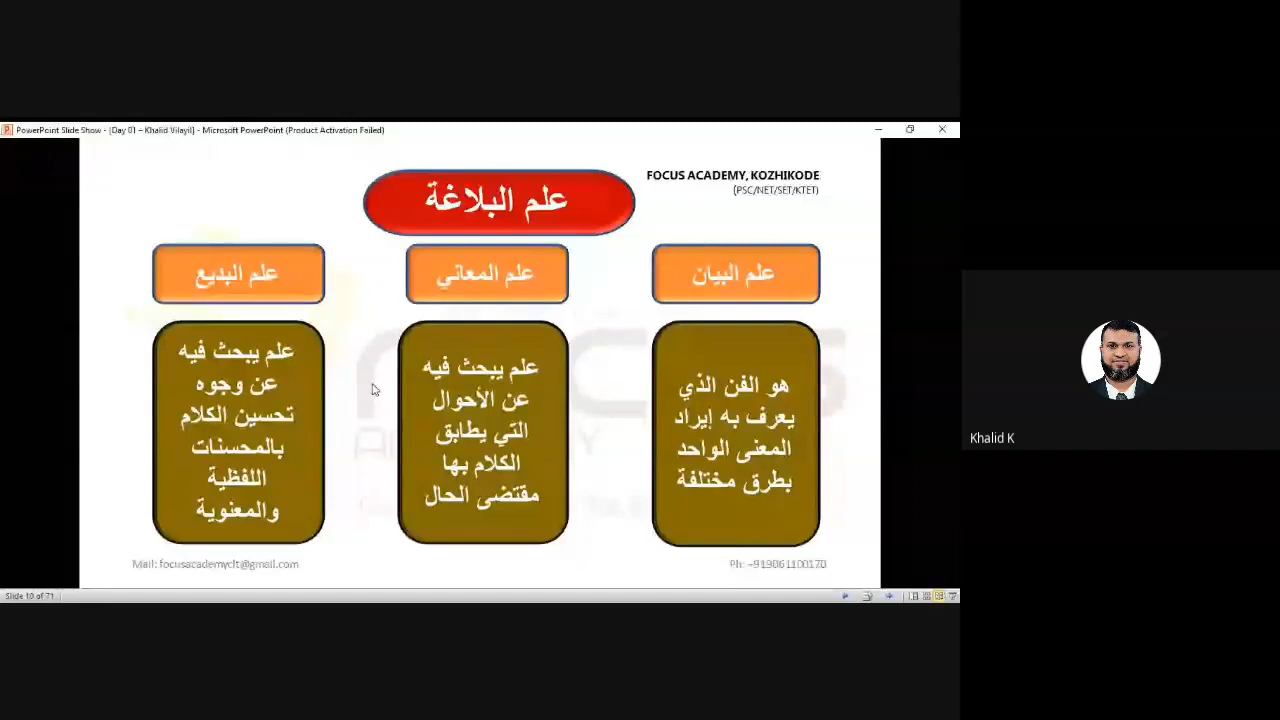 PowerPoint Slide Show - [Day 01 - Khalid Vilayil] - Microsoft PowerPoint (Product Activation Failed)
FOCUS ACADEMY, KOZHIKODE
(PSC/NET/SET/KTET)
علم البلاغة
علم البيان
علم المعاني
علم البديع
هو الفن الذي
يعرف به إيراد
المعنى الواحد
بطرق مختلفة
علم يبحث فيه
عن الأحوال
التي يطابق
الكلام بها
مقتضى الحال
علم يبحث فيه
عن وجوه
تحسين الكلام
بالمحسنات
اللفظية
والمعنوية
Mail: focusacademyclt@gmail.com
Ph: +919061100170
Slide 10 of 71
Khalid K